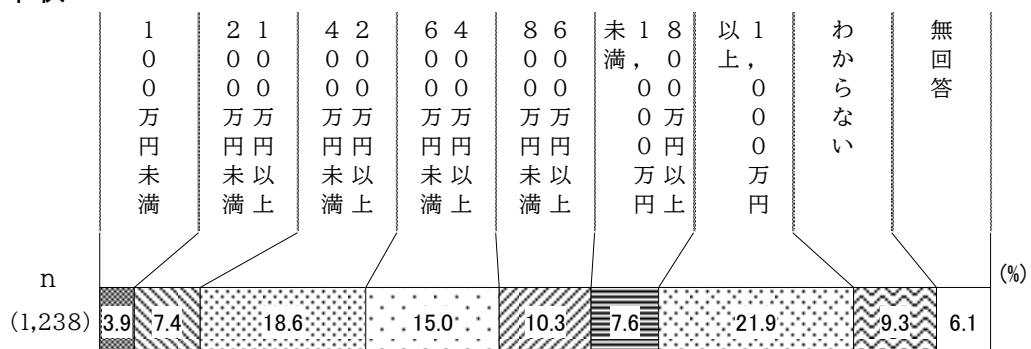 100万円未満
100万円以上
200万円未満
200万円以上
400万円未満
400万円以上
600万円未満
600万円以上
800万円未満
800万円以上
1,000万円
未満
1,000万円
以上
わからない
無回答
(%)
n
(1,238) 3.9 7.4 18.6 15.0 10.3 7.6 21.9 9.3 6.1